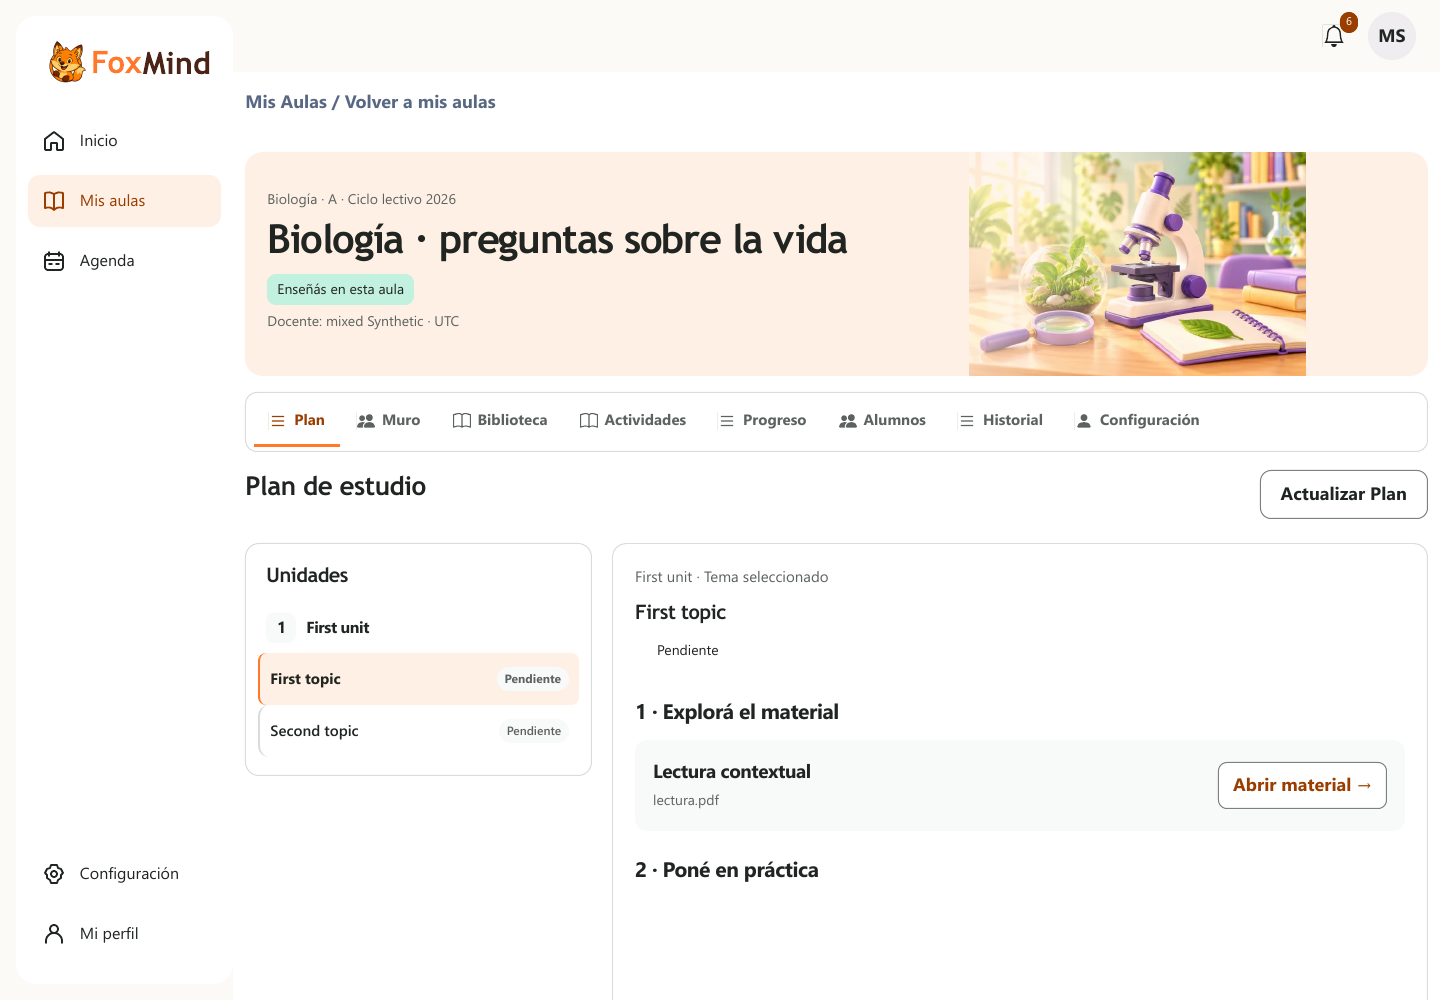 FoxMind
Inicio
Mis aulas
Agenda
Configuración
Mi perfil
6
MS
Mis Aulas / Volver a mis aulas
Biología · A · Ciclo lectivo 2026
Biología · preguntas sobre la vida
Enseñás en esta aula
Docente: mixed Synthetic · UTC
Plan
Muro
Biblioteca
Actividades
Progreso
Alumnos
Historial
Configuración
Plan de estudio
Actualizar Plan
Unidades
1 First unit
First topic Pendiente
Second topic Pendiente
First unit · Tema seleccionado
First topic
Pendiente
1 · Explorá el material
Lectura contextual
lectura.pdf
Abrir material →
2 · Poné en práctica